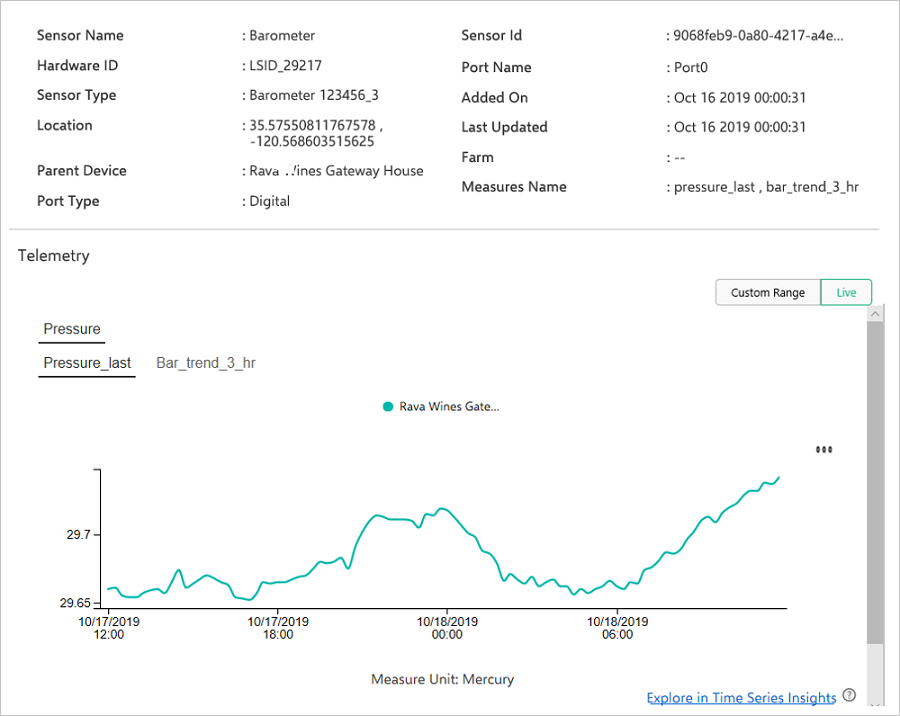 Sensor Name : Barometer
Hardware ID : LSID_29217
Sensor Type : Barometer 123456_3
Location : 35.57550811767578 ,
-120.568603515625
Parent Device : Rava Wines Gateway House
Port Type : Digital
Sensor Id : 9068feb9-0a80-4217-a4e...
Port Name : Port0
Added On : Oct 16 2019 00:00:31
Last Updated : Oct 16 2019 00:00:31
Farm : --
Measures Name : pressure_last , bar_trend_3_hr
Telemetry
Custom Range Live
Pressure
Pressure_last Bar_trend_3_hr
Rava Wines Gate...
29.7
29.65
10/17/2019 10/17/2019 10/18/2019 10/18/2019
12:00 18:00 00:00 06:00
Measure Unit: Mercury
Explore in Time Series Insights ?